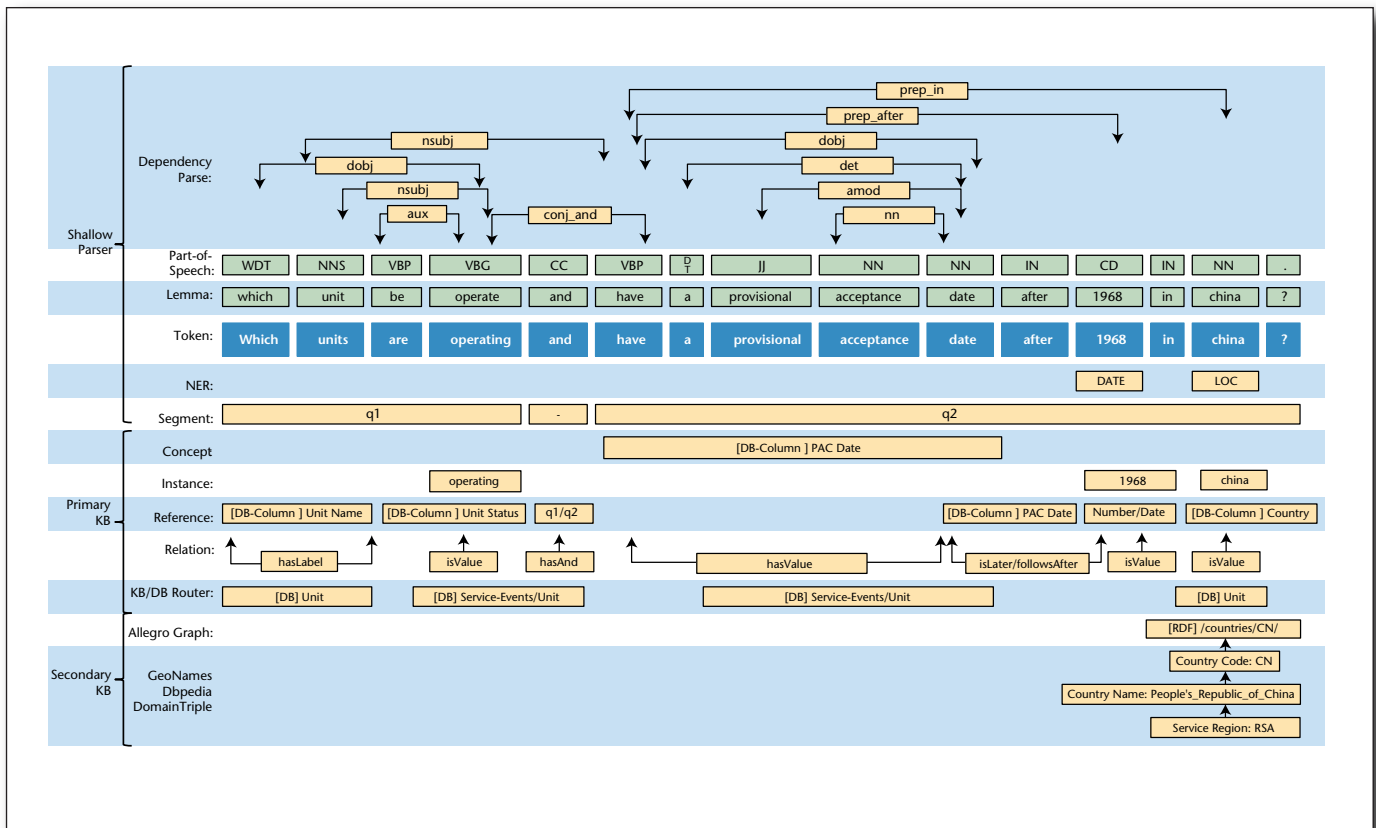 prep_in
prep_after
nsubj dobj
Dependency
Parse:
dobj det
nsubj amod
aux conj_and nn
Shallow
Parser
Part-of-
Speech:
WDT NNS VBP VBG CC VBP DT JJ NN NN IN CD IN NN .
Lemma: which unit be operate and have a provisional acceptance date after 1968 in china ?
Token: Which units are operating and have a provisional acceptance date after 1968 in china ?
NER: DATE LOC
Segment: q1 - q2
Concept [DB-Column ] PAC Date
Instance: operating 1968 china
Primary
KB
Reference: [DB-Column ] Unit Name [DB-Column ] Unit Status q1/q2 [DB-Column ] PAC Date Number/Date [DB-Column ] Country
Relation: hasLabel isValue hasAnd hasValue isLater/followsAfter isValue isValue
KB/DB Router: [DB] Unit [DB] Service-Events/Unit [DB] Service-Events/Unit [DB] Unit
Allegro Graph: [RDF] /countries/CN/
Secondary
KB
GeoNames
Dbpedia
DomainTriple
Country Code: CN
Country Name: People's_Republic_of_China
Service Region: RSA